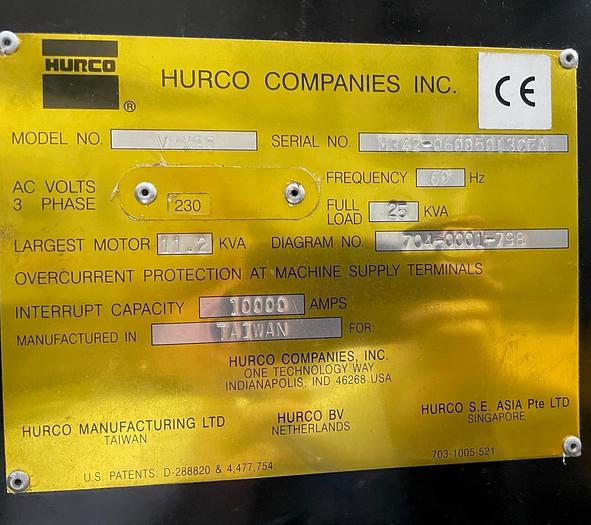 HURCO ®
HURCO COMPANIES INC.
CE
MODEL NO. SERIAL NO.
AC VOLTS
3 PHASE
230
FREQUENCY 60 Hz
FULL
LOAD 25 KVA
LARGEST MOTOR 11.2 KVA DIAGRAM NO. 704-0001-798
OVERCURRENT PROTECTION AT MACHINE SUPPLY TERMINALS
INTERRUPT CAPACITY 10000 AMPS
MANUFACTURED IN TAIWAN FOR:
HURCO COMPANIES, INC.
ONE TECHNOLOGY WAY
INDIANAPOLIS, IND 46268 USA
HURCO MANUFACTURING LTD
TAIWAN
HURCO BV
NETHERLANDS
HURCO S.E. ASIA Pte LTD
SINGAPORE
U.S. PATENTS: D-288820 & 4,477,754
703-1005-521